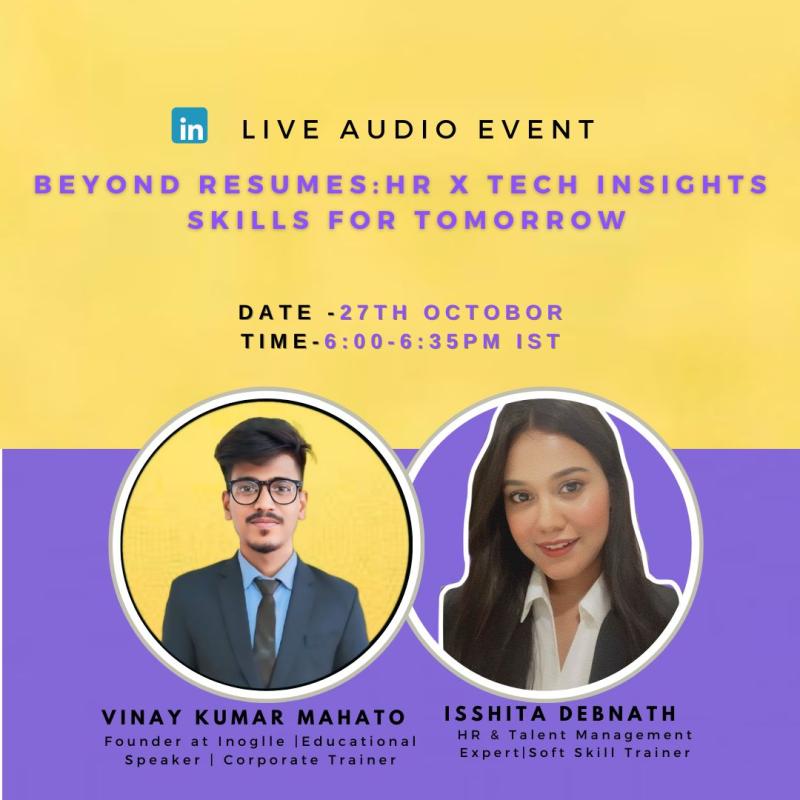 in LIVE AUDIO EVENT
BEYOND RESUMES:HR X TECH INSIGHTS
SKILLS FOR TOMORROW
DATE -27TH OCTOBOR
TIME-6:00-6:35PM IST
VINAY KUMAR MAHATO
Founder at Inoglle |Educational
Speaker | Corporate Trainer
ISSHITA DEBNATH
HR & Talent Management
Expert|Soft Skill Trainer